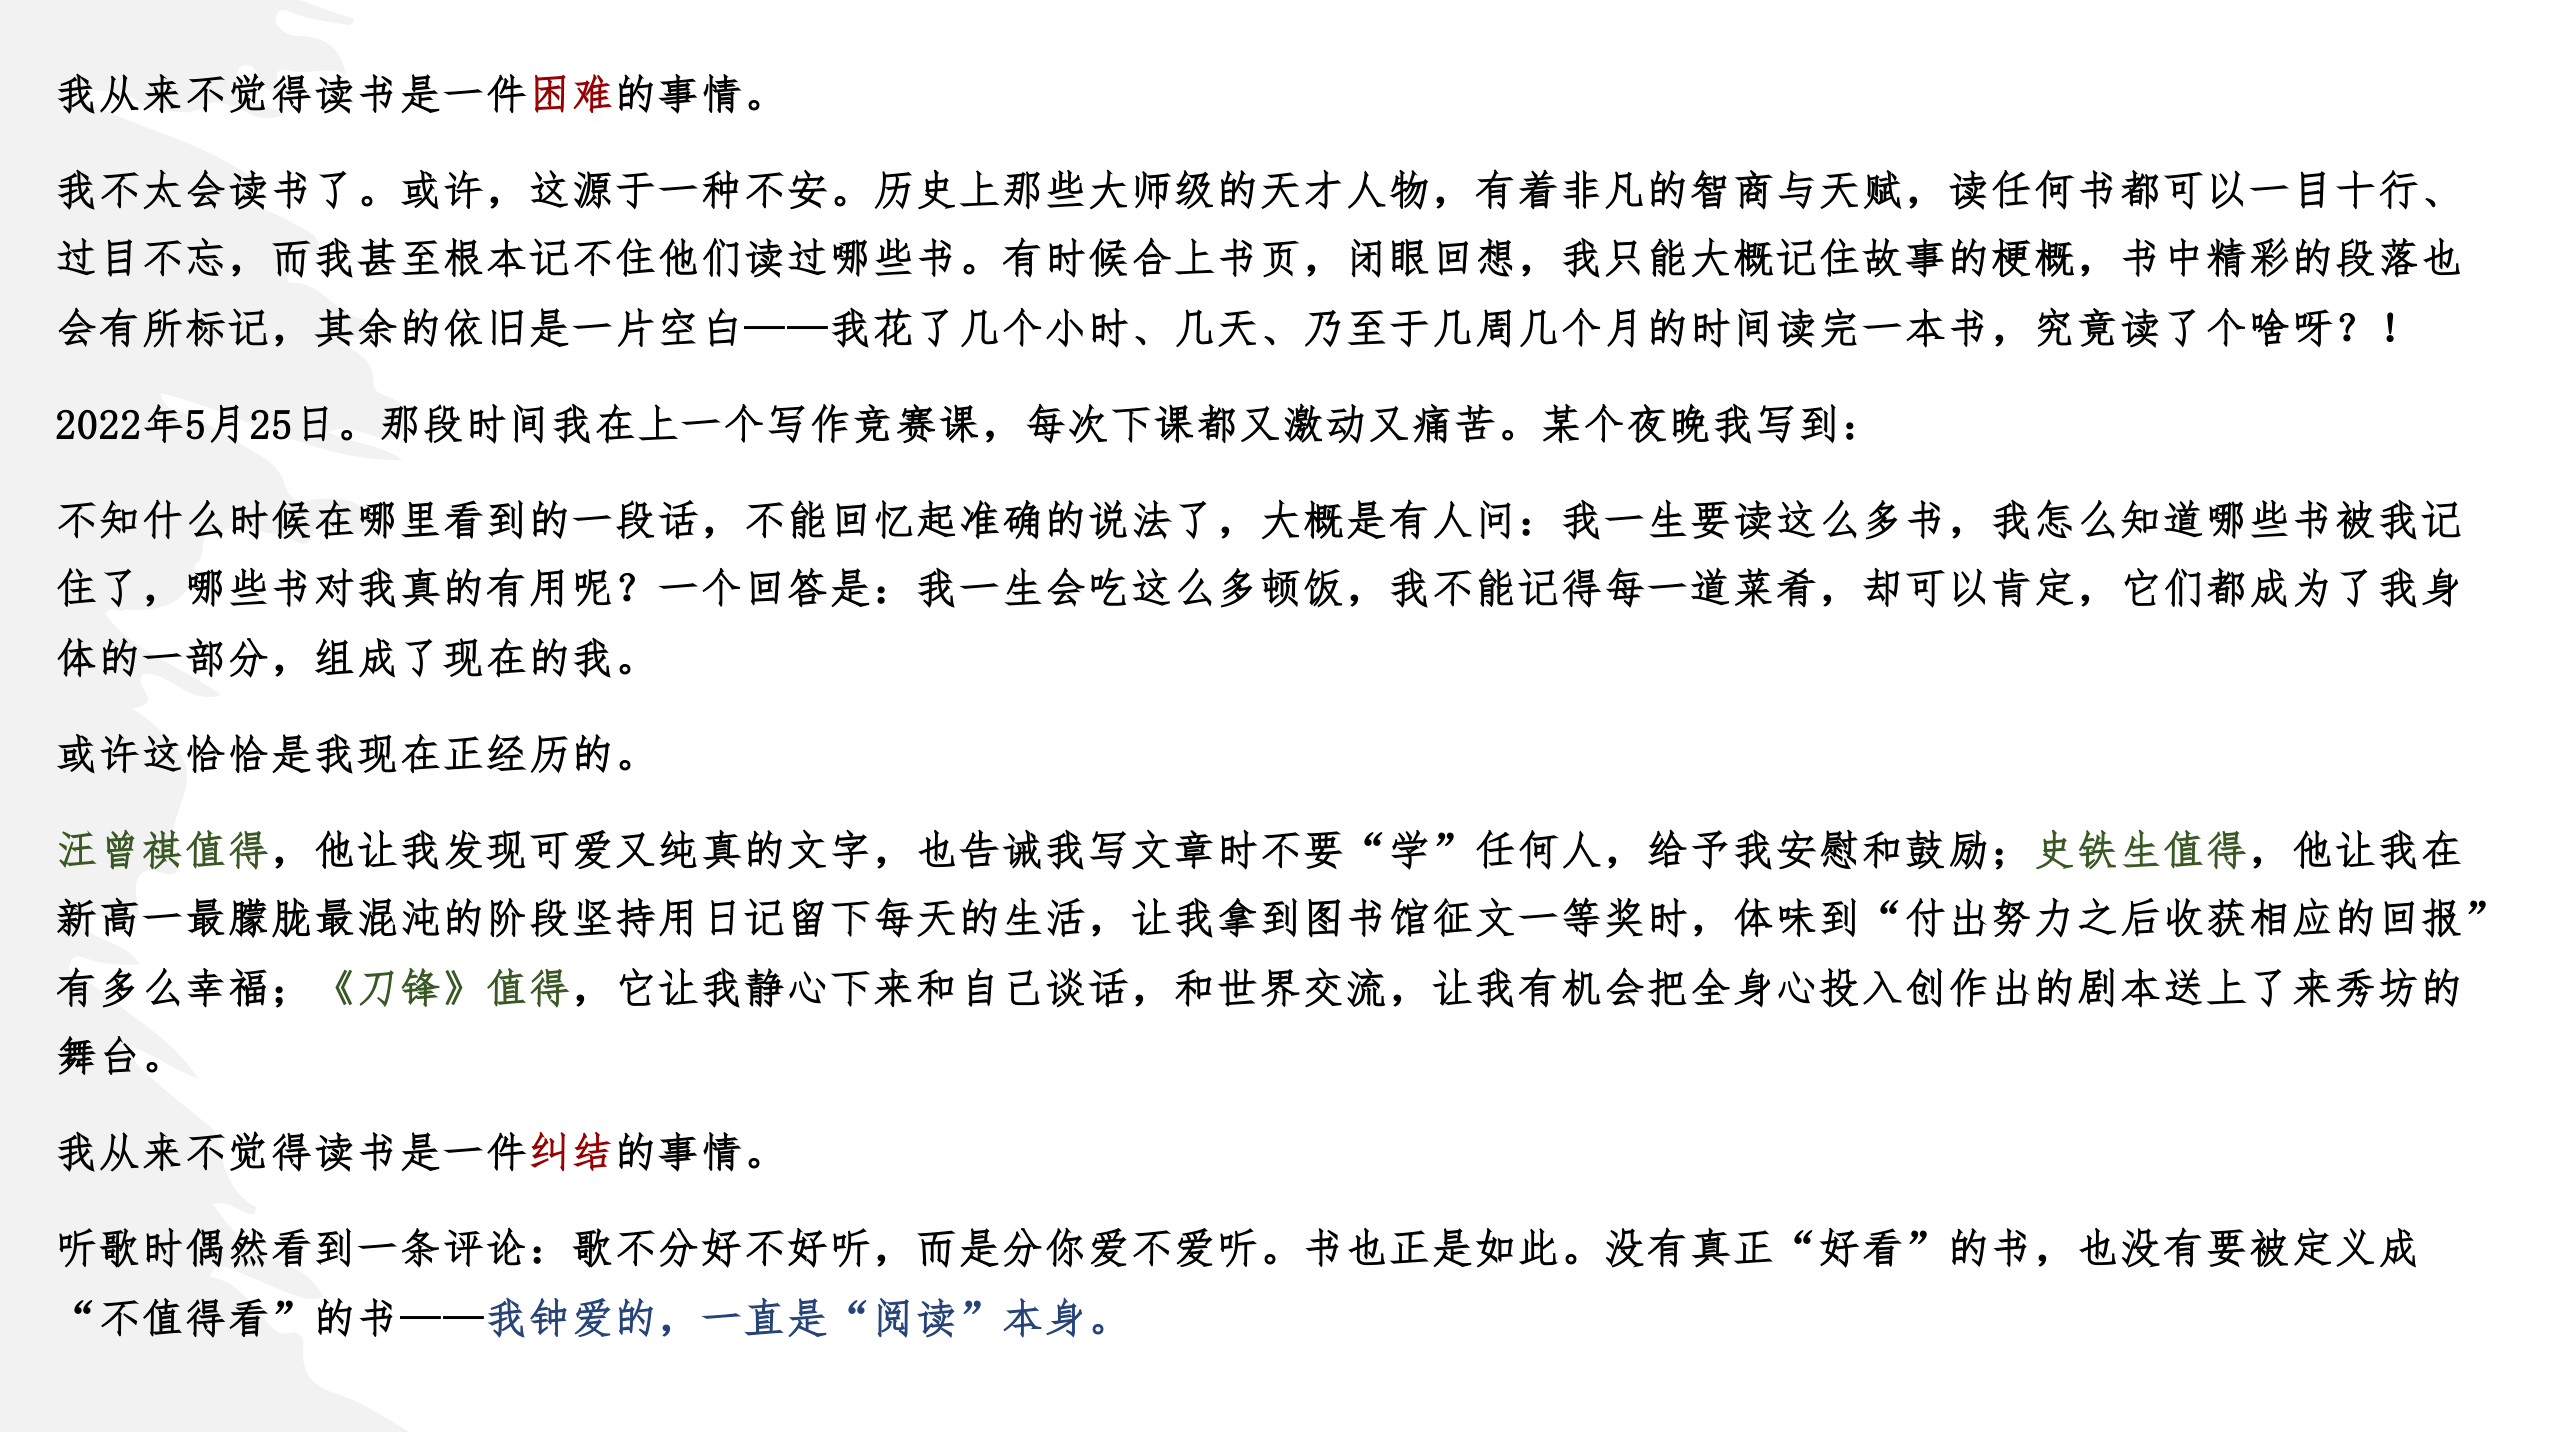 我从来不觉得读书是一件困难的事情。
我不太会读书了。或许，这源于一种不安。历史上那些大师级的天才人物，有着非凡的智商与天赋，读任何书都可以一目十行、
过目不忘，而我甚至根本记不住他们读过哪些书。有时候合上书页，闭眼回想，我只能大概记住故事的梗概，书中精彩的段落也
会有所标记，其余的依旧是一片空白——我花了几个小时、几天、乃至于几周几个月的时间读完一本书，究竟读了个啥呀？！
2022年5月25日。那段时间我在上一个写作竞赛课，每次下课都又激动又痛苦。某个夜晚我写到：
不知什么时候在哪里看到的一段话，不能回忆起准确的说法了，大概是有人问：我一生要读这么多书，我怎么知道哪些书被我记
住了，哪些书对我真的有用呢？一个回答是：我一生会吃这么多顿饭，我不能记得每一道菜肴，却可以肯定，它们都成为了我身
体的一部分，组成了现在的我。
或许这恰恰是我现在正经历的。
汪曾祺值得，他让我发现可爱又纯真的文字，也告诫我写文章时不要“学”任何人，给予我安慰和鼓励；史铁生值得，他让我在
新高一最朦胧最混沌的阶段坚持用日记留下每天的生活，让我拿到图书馆征文一等奖时，体味到“付出努力之后收获相应的回报”
有多么幸福；《刀锋》值得，它让我静心下来和自己谈话，和世界交流，让我有机会把全身心投入创作出的剧本送上了来秀坊的
舞台。
我从来不觉得读书是一件纠结的事情。
听歌时偶然看到一条评论：歌不分好不好听，而是分你爱不爱听。书也正是如此。没有真正“好看”的书，也没有要被定义成
“不值得看”的书——我钟爱的，一直是“阅读”本身。